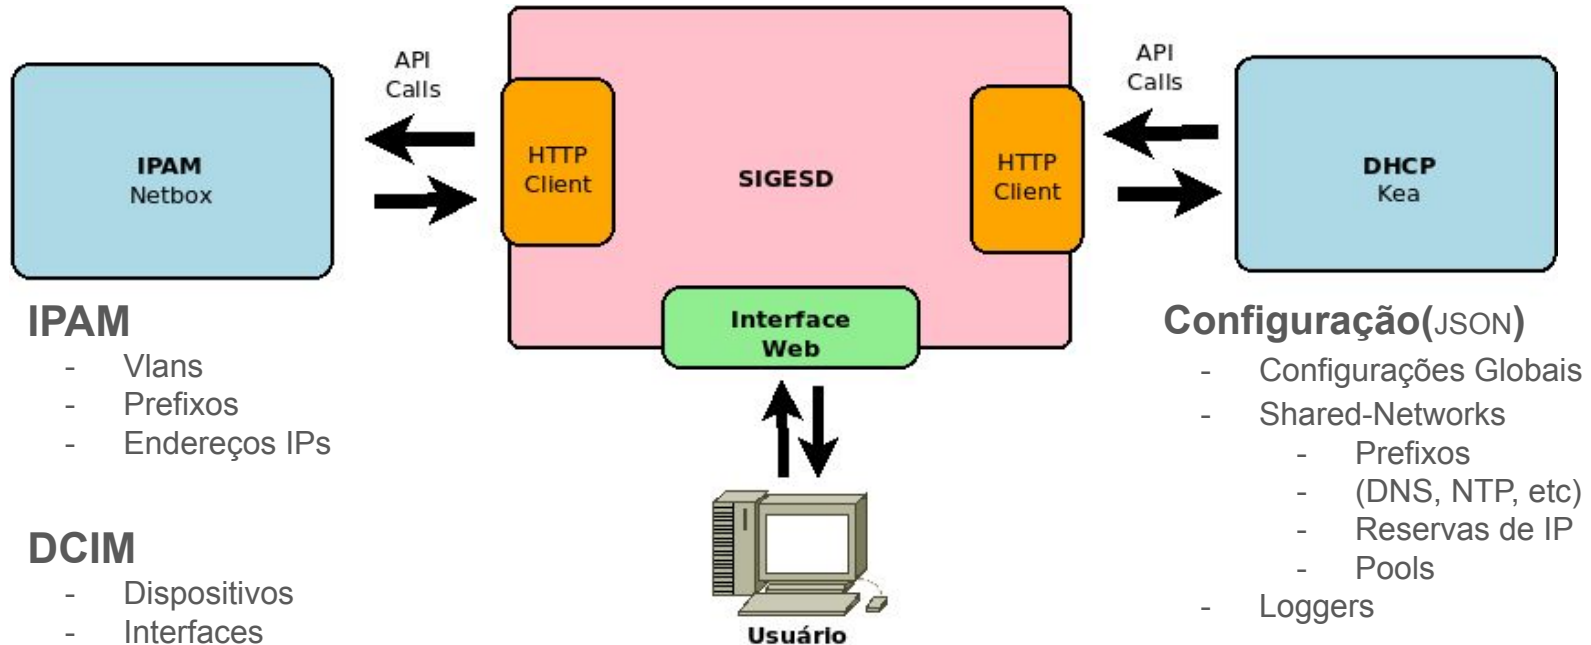 API
Calls
IPAM
Netbox
HTTP
Client
SIGESD
HTTP
Client
API
Calls
DHCP
Kea
Interface
Web
Usuário
IPAM
- Vlans
- Prefixos
- Endereços IPs
DCIM
- Dispositivos
- Interfaces
Configuração(JSON)
- Configurações Globais
- Shared-Networks
- Prefixos
- (DNS, NTP, etc)
- Reservas de IP
- Pools
- Loggers